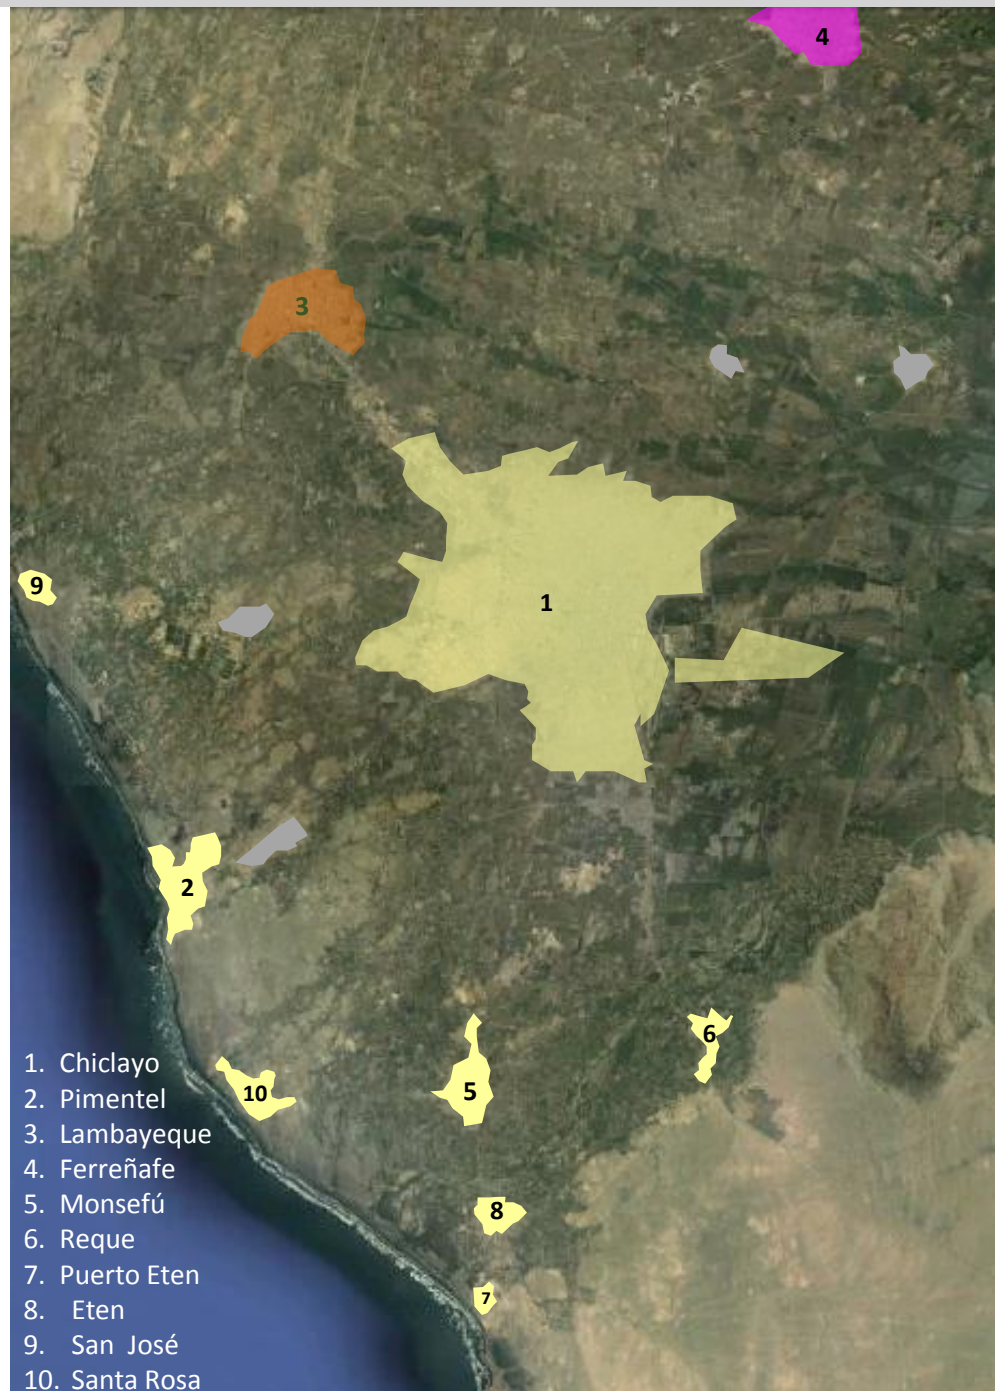 4
3
1
9
2
6
10
5
8
7
1. Chiclayo
2. Pimentel
3. Lambayeque
4. Ferreñafe
5. Monsefú
6. Reque
7. Puerto Eten
8. Eten
9. San José
10. Santa Rosa